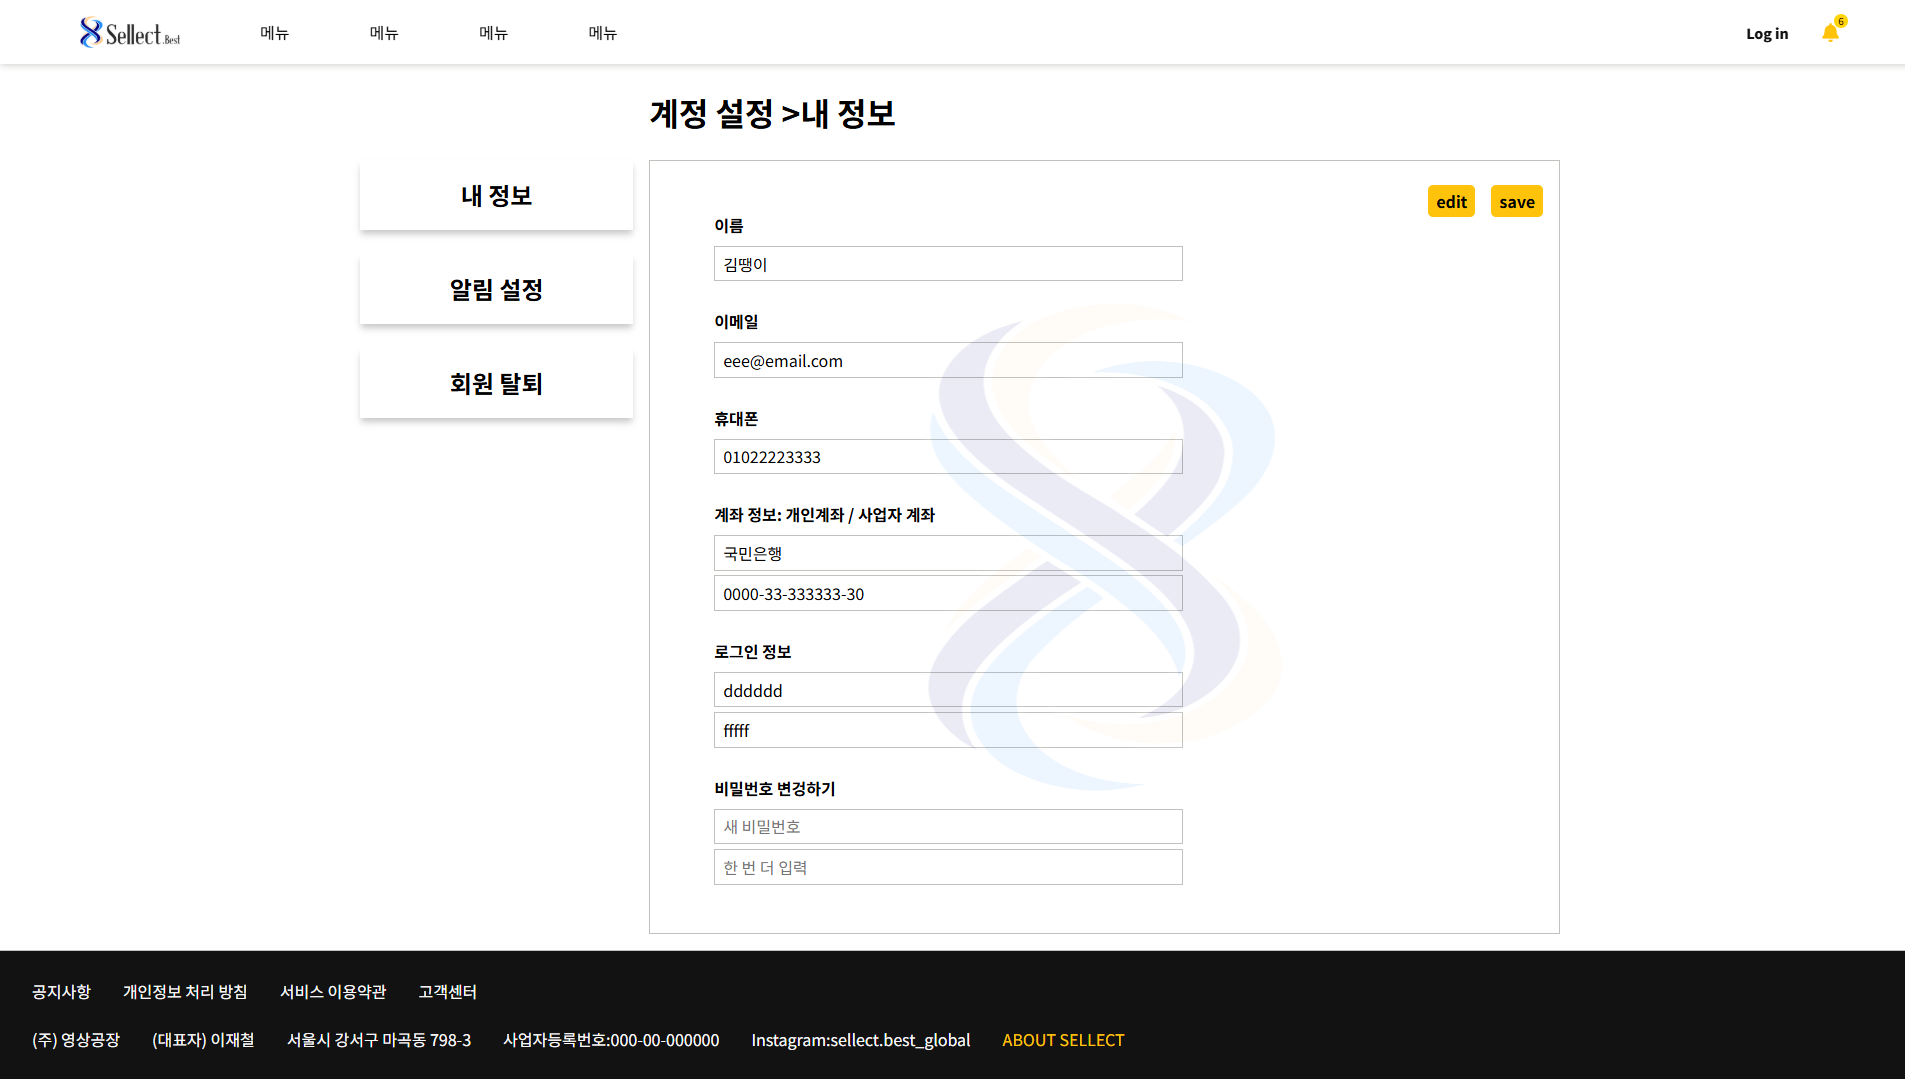 Sellect.Best
메뉴 메뉴 메뉴 메뉴
Log in
6
계정 설정 >내 정보
내 정보
알림 설정
회원 탈퇴
edit save
이름
김땡이
이메일
eee@email.com
휴대폰
01022223333
계좌 정보: 개인계좌 / 사업자 계좌
국민은행
0000-33-333333-30
로그인 정보
dddddd
fffff
비밀번호 변경하기
새 비밀번호
한 번 더 입력
공지사항 개인정보 처리 방침 서비스 이용약관 고객센터
(주) 영상공장 (대표자) 이재철 서울시 강서구 마곡동 798-3 사업자등록번호:000-00-000000 Instagram:sellect.best_global ABOUT SELLECT